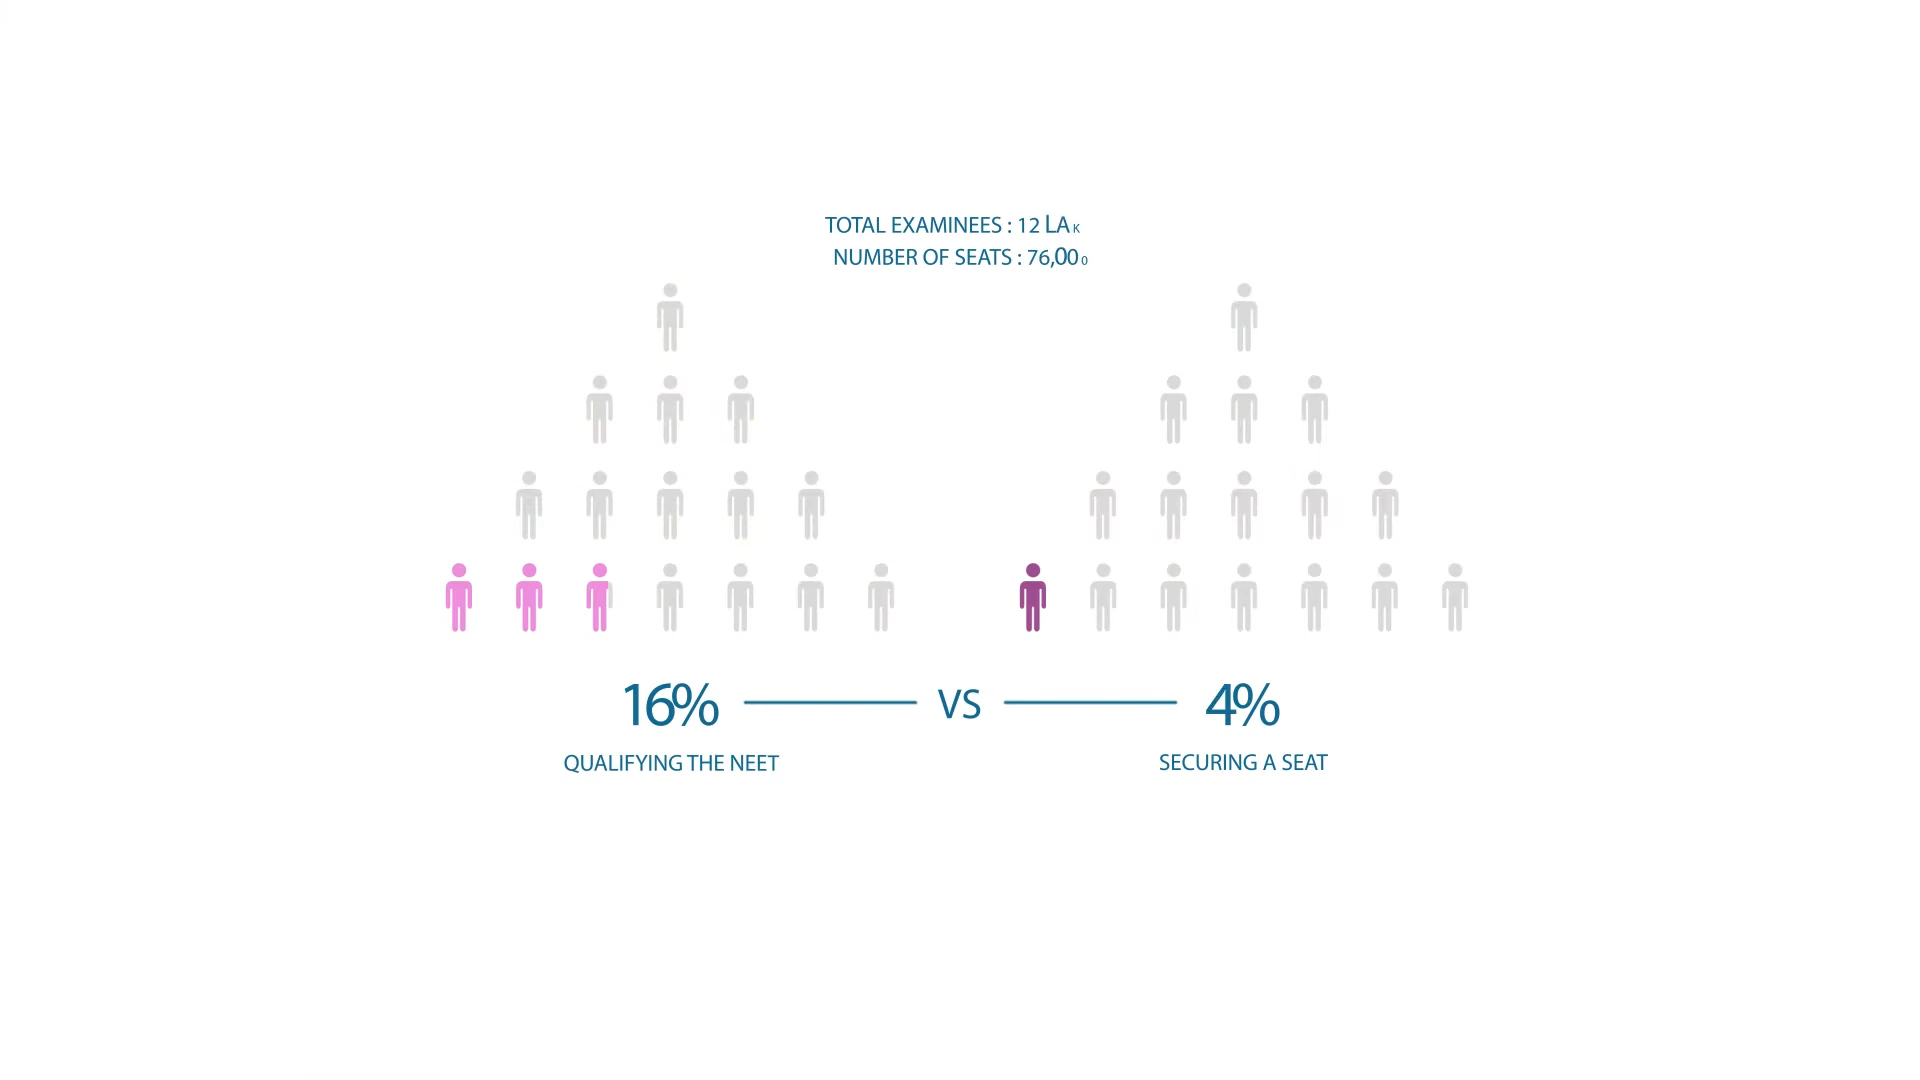 TOTAL EXAMINEES : 12 LAK
NUMBER OF SEATS : 76,000
16% VS 4%
QUALIFYING THE NEET
SECURING A SEAT